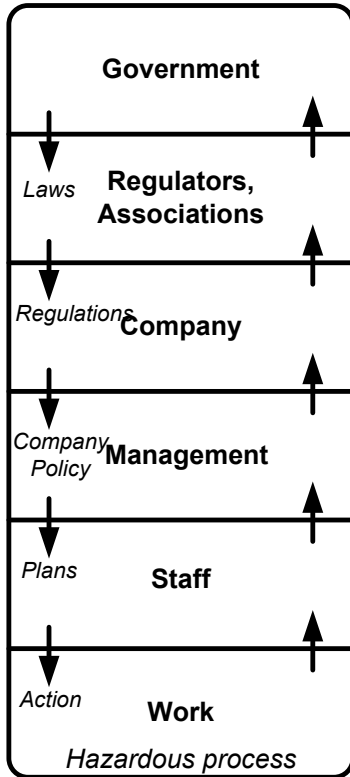 Government
Laws
Regulators,
Associations
Regulations
Company
Company
Policy
Management
Plans
Staff
Action
Work
Hazardous process